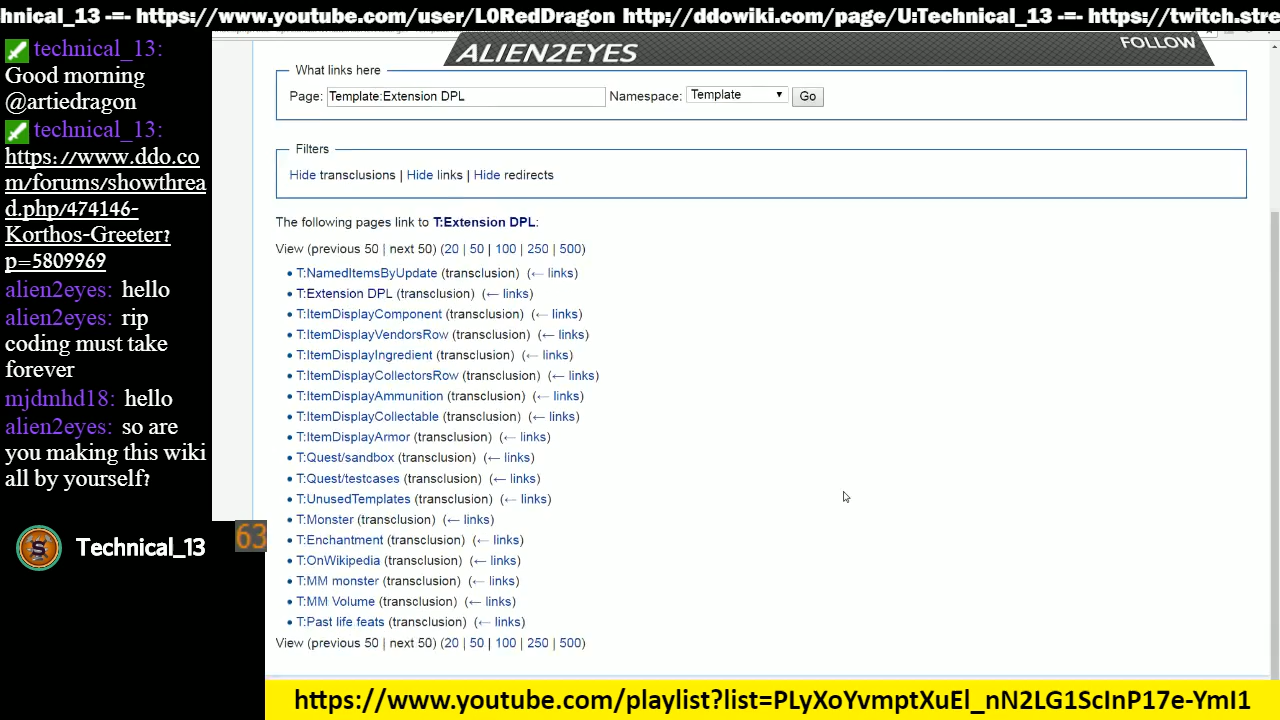 hnical_13 -=- https://www.youtube.com/user/L0RedDragon http://ddowiki.com/page/U:Technical_13 -=- https://twitch.stre
technical_13:
Good morning
@artiedragon
technical_13:
https://www.ddo.co
m/forums/showthrea
d.php/474146-
Korthos-Greeter?
p=5809969
alien2eyes: hello
alien2eyes: rip
coding must take
forever
mjdmhd18: hello
alien2eyes: so are
you making this wiki
all by yourself?
Technical_13
63
ALIEN2EYES
FOLLOW
What links here
Page: Template:Extension DPL Namespace: Template Go
Filters
Hide transclusions | Hide links | Hide redirects
The following pages link to T:Extension DPL:
View (previous 50 | next 50) (20 | 50 | 100 | 250 | 500)
• T:NamedItemsByUpdate (transclusion) (← links)
• T:Extension DPL (transclusion) (← links)
• T:ItemDisplayComponent (transclusion) (← links)
• T:ItemDisplayVendorsRow (transclusion) (← links)
• T:ItemDisplayIngredient (transclusion) (← links)
• T:ItemDisplayCollectorsRow (transclusion) (← links)
• T:ItemDisplayAmmunition (transclusion) (← links)
• T:ItemDisplayCollectable (transclusion) (← links)
• T:ItemDisplayArmor (transclusion) (← links)
• T:Quest/sandbox (transclusion) (← links)
• T:Quest/testcases (transclusion) (← links)
• T:UnusedTemplates (transclusion) (← links)
• T:Monster (transclusion) (← links)
• T:Enchantment (transclusion) (← links)
• T:OnWikipedia (transclusion) (← links)
• T:MM monster (transclusion) (← links)
• T:MM Volume (transclusion) (← links)
• T:Past life feats (transclusion) (← links)
View (previous 50 | next 50) (20 | 50 | 100 | 250 | 500)
https://www.youtube.com/playlist?list=PLyXoYvmptXuEl_nN2LG1ScInP17e-YmI1